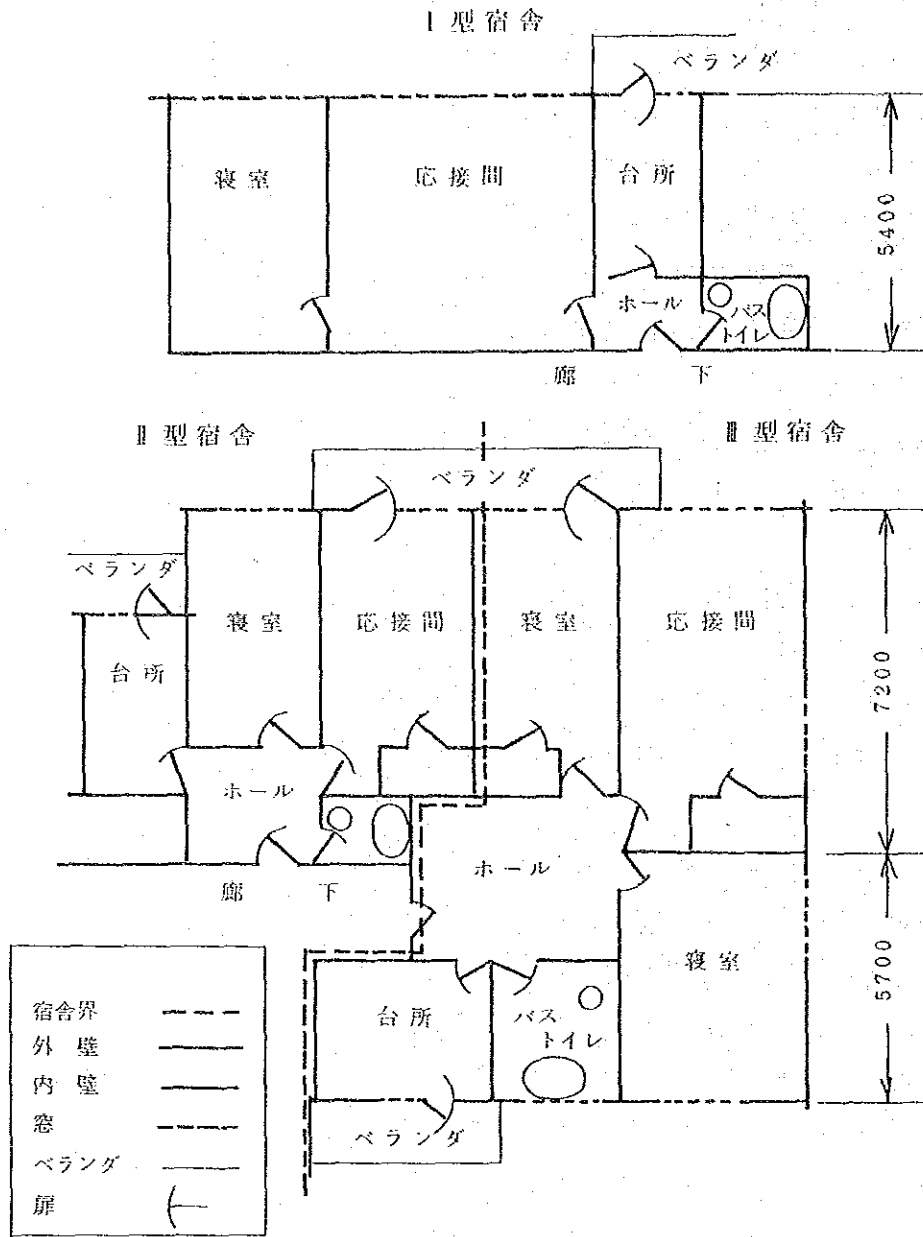 Ⅰ型宿舎
ベランダ
寝室
応接間
台所
5400
ホール
バス
トイレ
廊下
Ⅱ型宿舎
Ⅲ型宿舎
ベランダ
ベランダ
寝室
応接間
寝室
応接間
台所
7200
ホール
ホール
廊下
寝室
5700
台所
バス
トイレ
ベランダ
宿舎界
外壁
内壁
窓
ベランダ
扉